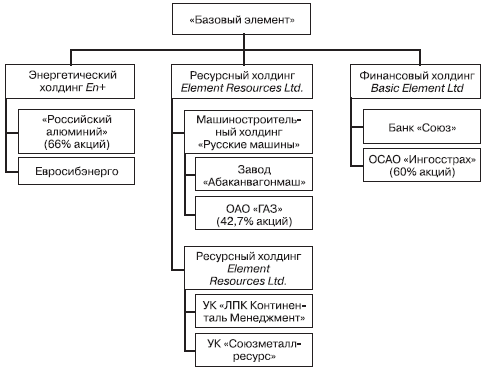 «Базовый элемент»
Энергетический
холдинг En+
«Российский
алюминий»
(66% акций)
Евросибэнерго
Ресурсный холдинг
Element Resources Ltd.
Машиностроитель-
ный холдинг
«Русские машины»
Завод
«Абаканвагонмаш»
ОАО «ГАЗ»
(42,7% акций)
Ресурсный холдинг
Element
Resources Ltd.
УК «ЛПК Континен-
таль Менеджмент»
УК «Союзметалл-
ресурс»
Финансовый холдинг
Basic Element Ltd
Банк «Союз»
ОСАО «Ингосстрах»
(60% акций)